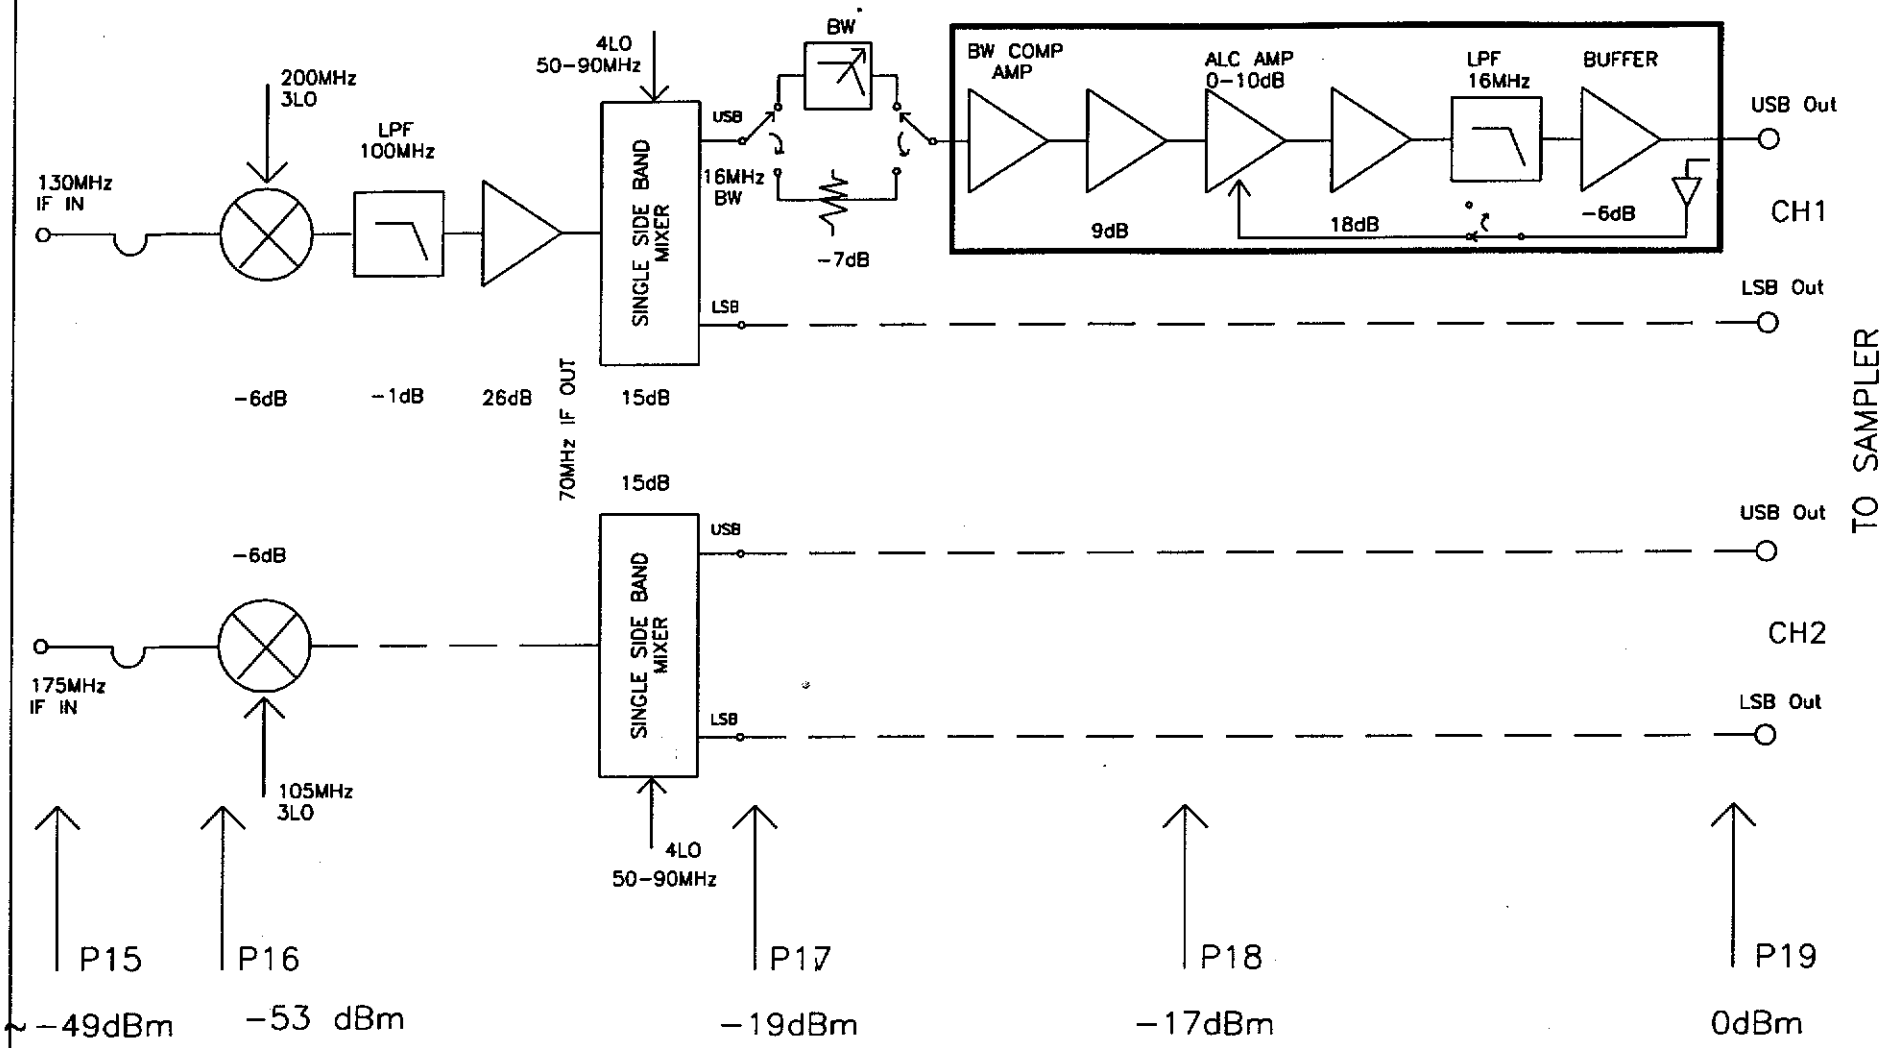 BW
4LO
50-90MHz
BW COMP
AMP
ALC AMP
0-10dB
LPF
16MHz
BUFFER
200MHz
3LO
LPF
100MHz
USB
USB Out
130MHz
IF IN
SINGLE SIDE BAND
MIXER
16MHz
BW
-7dB
9dB
18dB
-6dB
CH1
LSB
LSB Out
-6dB
-1dB
26dB
70MHz IF OUT
15dB
TO SAMPLER
15dB
USB
USB Out
-6dB
SINGLE SIDE BAND
MIXER
CH2
175MHz
IF IN
LSB
LSB Out
105MHz
3LO
4LO
50-90MHz
P15
P16
P17
P18
P19
~-49dBm
-53 dBm
-19dBm
-17dBm
0dBm